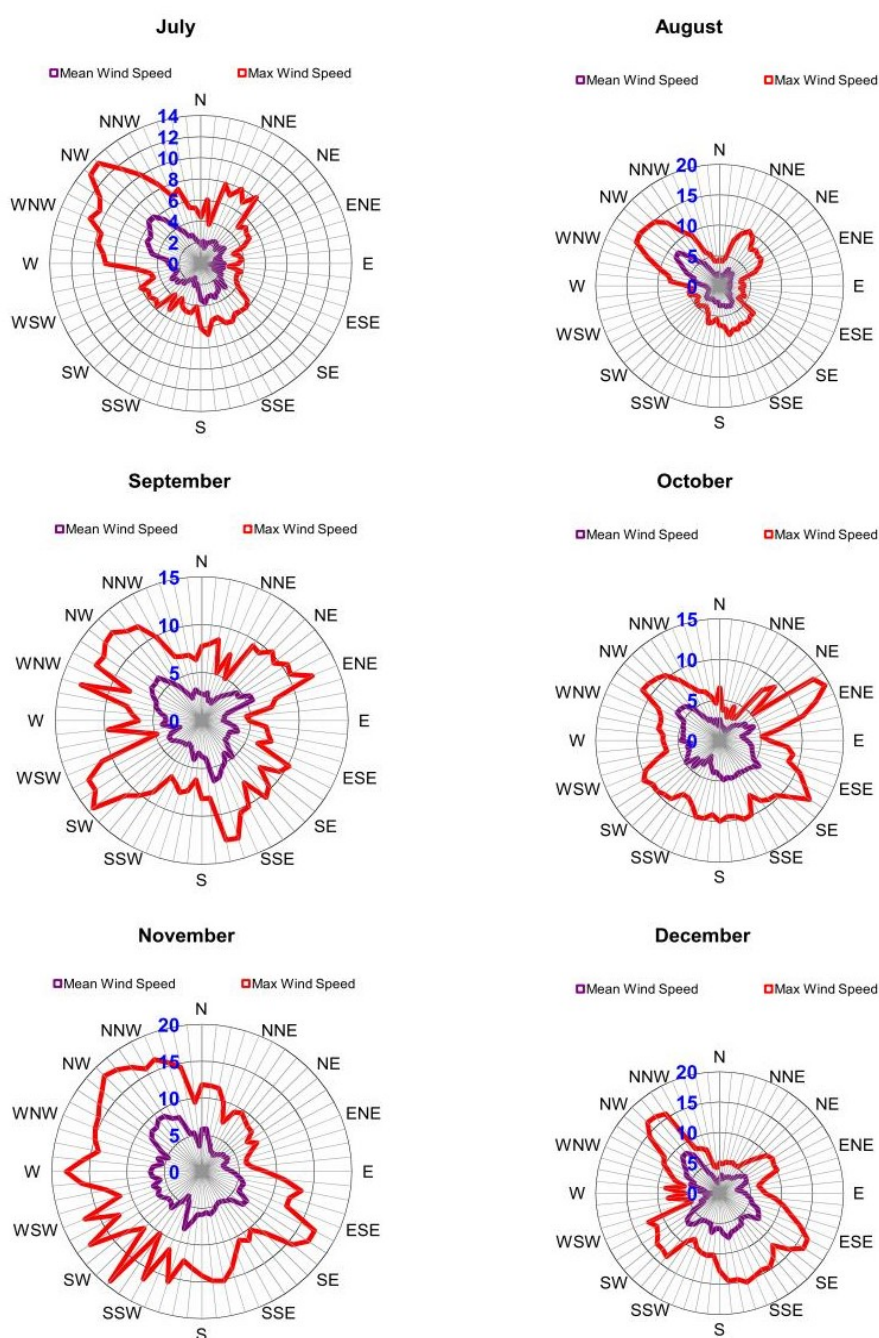 July
Mean Wind Speed Max Wind Speed
N
NNE
NE
ENE
E
ESE
SE
SSE
S
SSW
SW
WSW
W
WNW
NW
NNW
14
12
10
8
6
4
2
0
August
Mean Wind Speed Max Wind Speed
N
NNE
NE
ENE
E
ESE
SE
SSE
S
SSW
SW
WSW
W
WNW
NW
NNW
20
15
10
5
0
September
Mean Wind Speed Max Wind Speed
N
NNE
NE
ENE
E
ESE
SE
SSE
S
SSW
SW
WSW
W
WNW
NW
NNW
15
10
5
0
October
Mean Wind Speed Max Wind Speed
N
NNE
NE
ENE
E
ESE
SE
SSE
S
SSW
SW
WSW
W
WNW
NW
NNW
15
10
5
0
November
Mean Wind Speed Max Wind Speed
N
NNE
NE
ENE
E
ESE
SE
SSE
S
SSW
SW
WSW
W
WNW
NW
NNW
20
15
10
5
0
December
Mean Wind Speed Max Wind Speed
N
NNE
NE
ENE
E
ESE
SE
SSE
S
SSW
SW
WSW
W
WNW
NW
NNW
20
15
10
5
0